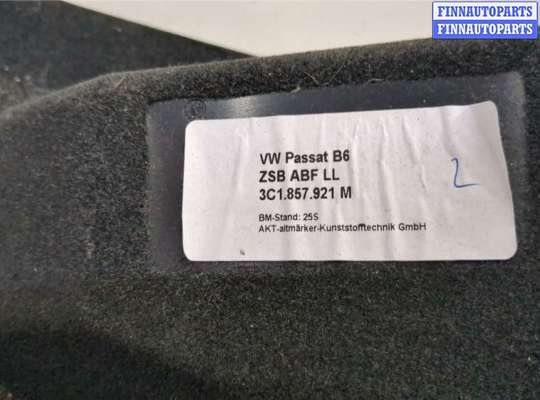 FINNAUTOPARTS
FINNAUTOPARTS
VW Passat B6
ZSB ABF LL
3C1.857.921 M
2
BM-Stand: 25S
AKT-altmärker-Kunststofftechnik GmbH